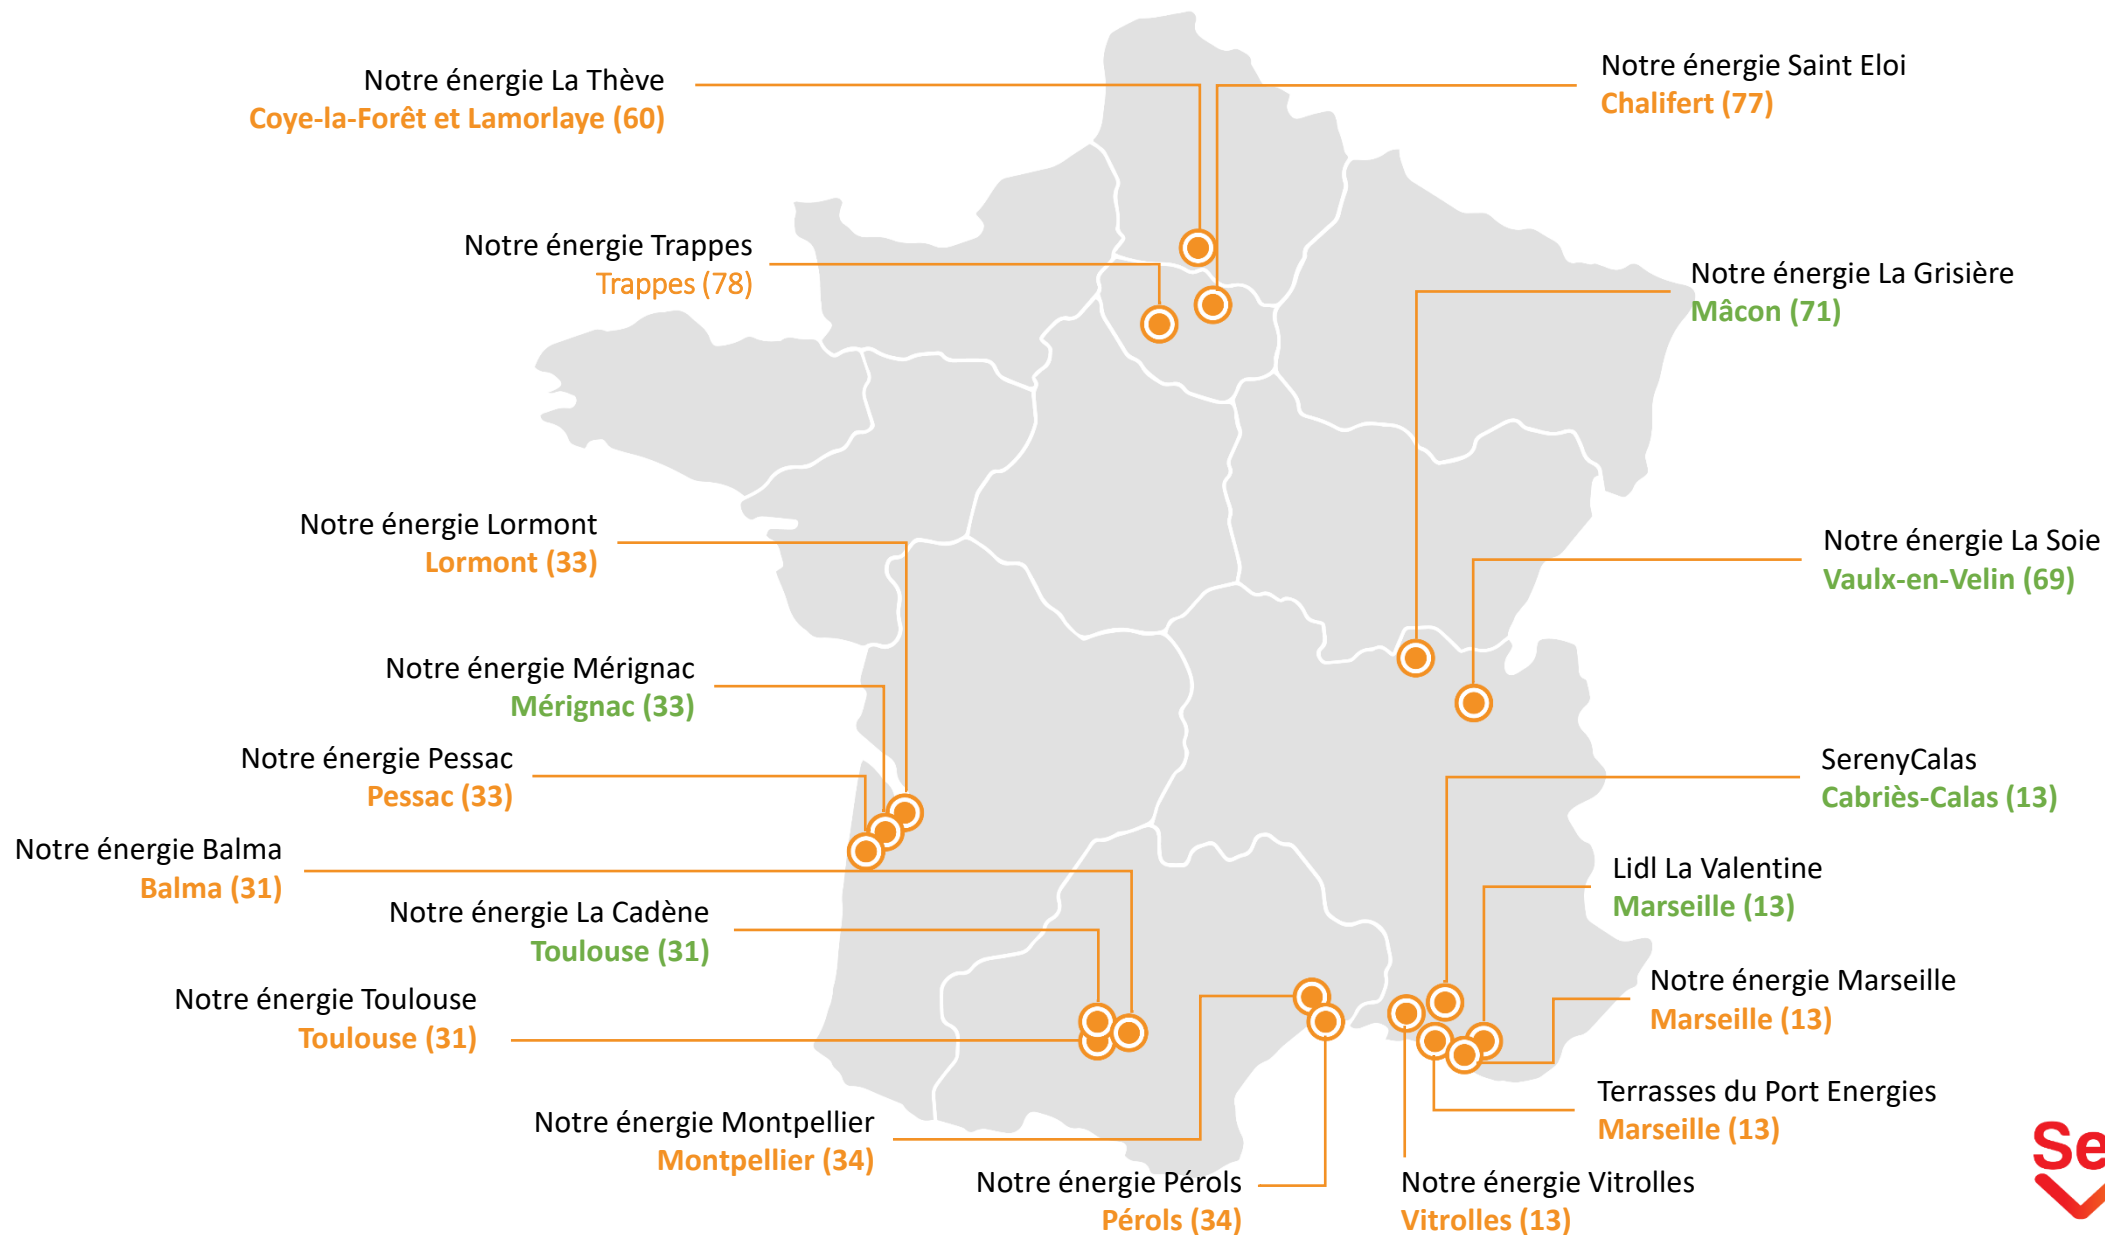 Notre énergie La Thève
Coye-la-Forêt et Lamorlaye (60)
Notre énergie Saint Eloi
Chalifert (77)
Notre énergie Trappes
Trappes (78)
Notre énergie La Grisière
Mâcon (71)
Notre énergie Lormont
Lormont (33)
Notre énergie La Soie
Vaulx-en-Velin (69)
Notre énergie Mérignac
Mérignac (33)
Notre énergie Pessac
Pessac (33)
SerenyCalas
Cabriès-Calas (13)
Notre énergie Balma
Balma (31)
Lidl La Valentine
Marseille (13)
Notre énergie La Cadène
Toulouse (31)
Notre énergie Marseille
Marseille (13)
Notre énergie Toulouse
Toulouse (31)
Terrasses du Port Energies
Marseille (13)
Notre énergie Montpellier
Montpellier (34)
Notre énergie Pérols
Pérols (34)
Notre énergie Vitrolles
Vitrolles (13)
Se